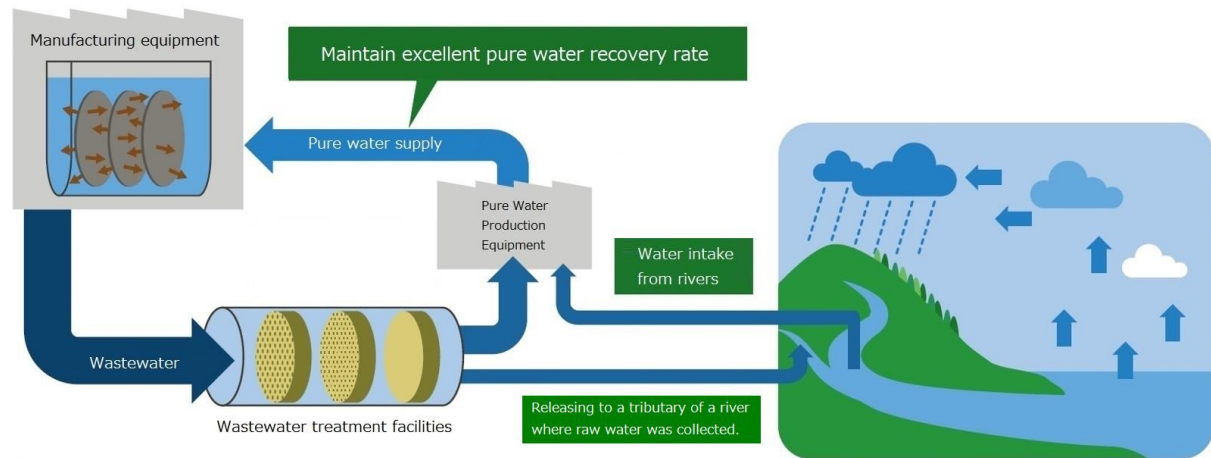 Manufacturing equipment
Maintain excellent pure water recovery rate
Pure water supply
Pure Water
Production
Equipment
Water intake
from rivers
Wastewater
Wastewater treatment facilities
Releasing to a tributary of a river
where raw water was collected.